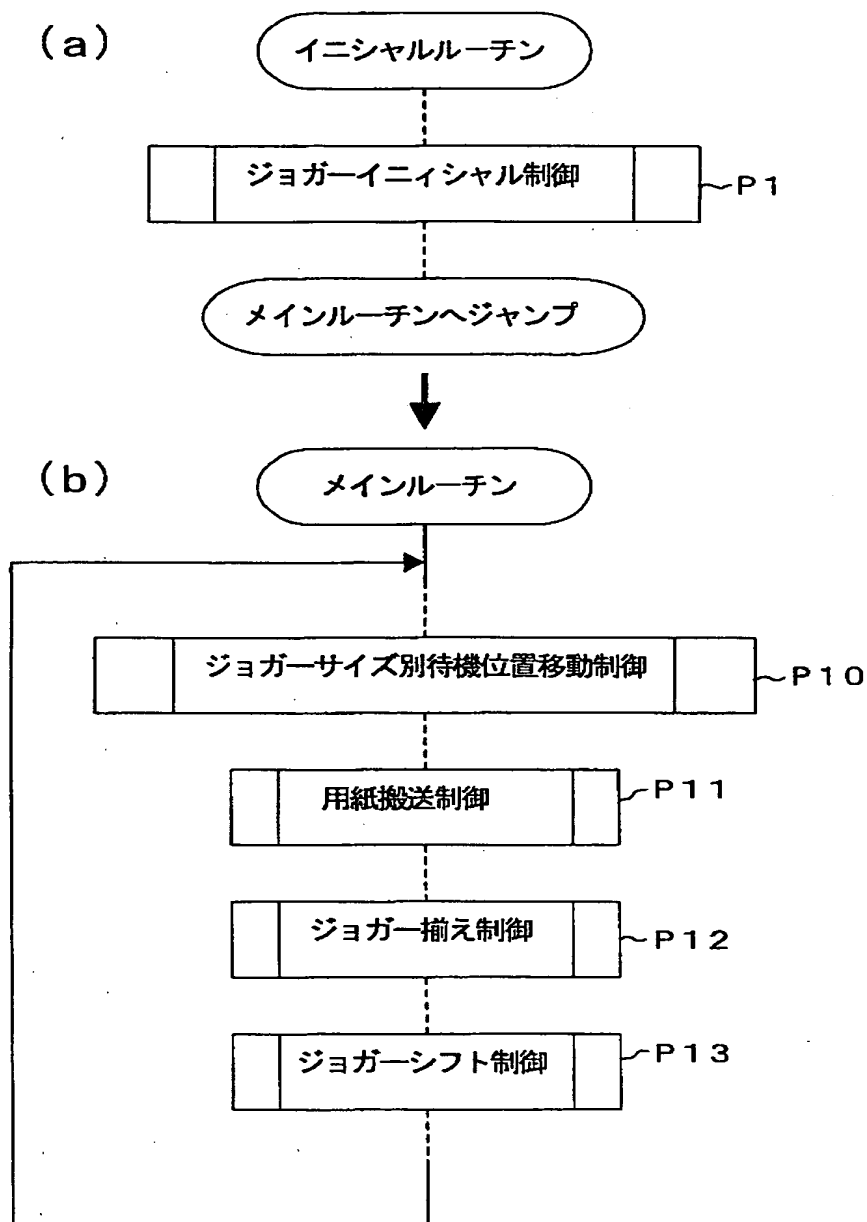 (a)
イニシャルルーチン
ジョガーイニィシャル制御
P1
メインルーチンへジャンプ
(b)
メインルーチン
ジョガーサイズ別待機位置移動制御
P10
用紙搬送制御
P11
ジョガー揃え制御
P12
ジョガーシフト制御
P13